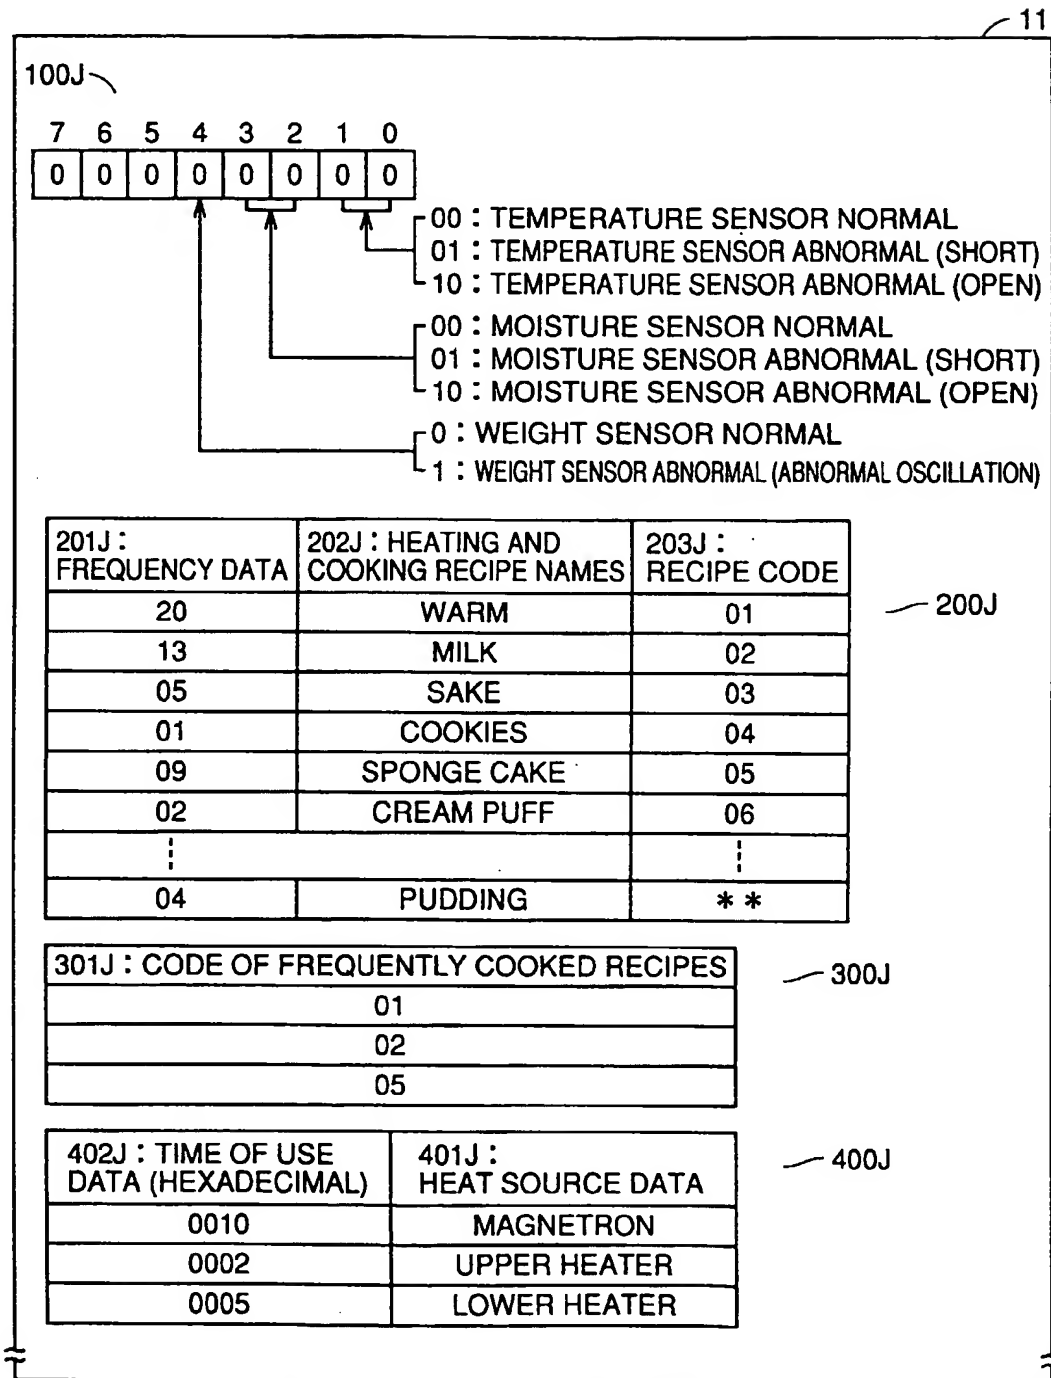 11
100J
7 6 5 4 3 2 1 0
0 0 0 0 0 0 0 0
00 : TEMPERATURE SENSOR NORMAL
01 : TEMPERATURE SENSOR ABNORMAL (SHORT)
10 : TEMPERATURE SENSOR ABNORMAL (OPEN)
00 : MOISTURE SENSOR NORMAL
01 : MOISTURE SENSOR ABNORMAL (SHORT)
10 : MOISTURE SENSOR ABNORMAL (OPEN)
0 : WEIGHT SENSOR NORMAL
1 : WEIGHT SENSOR ABNORMAL (ABNORMAL OSCILLATION)
201J : 202J : HEATING AND 203J :
FREQUENCY DATA COOKING RECIPE NAMES RECIPE CODE
20 WARM 01 200J
13 MILK 02
05 SAKE 03
01 COOKIES 04
09 SPONGE CAKE 05
02 CREAM PUFF 06
04 PUDDING **
301J : CODE OF FREQUENTLY COOKED RECIPES 300J
01
02
05
402J : TIME OF USE 401J : 400J
DATA (HEXADECIMAL) HEAT SOURCE DATA
0010 MAGNETRON
0002 UPPER HEATER
0005 LOWER HEATER